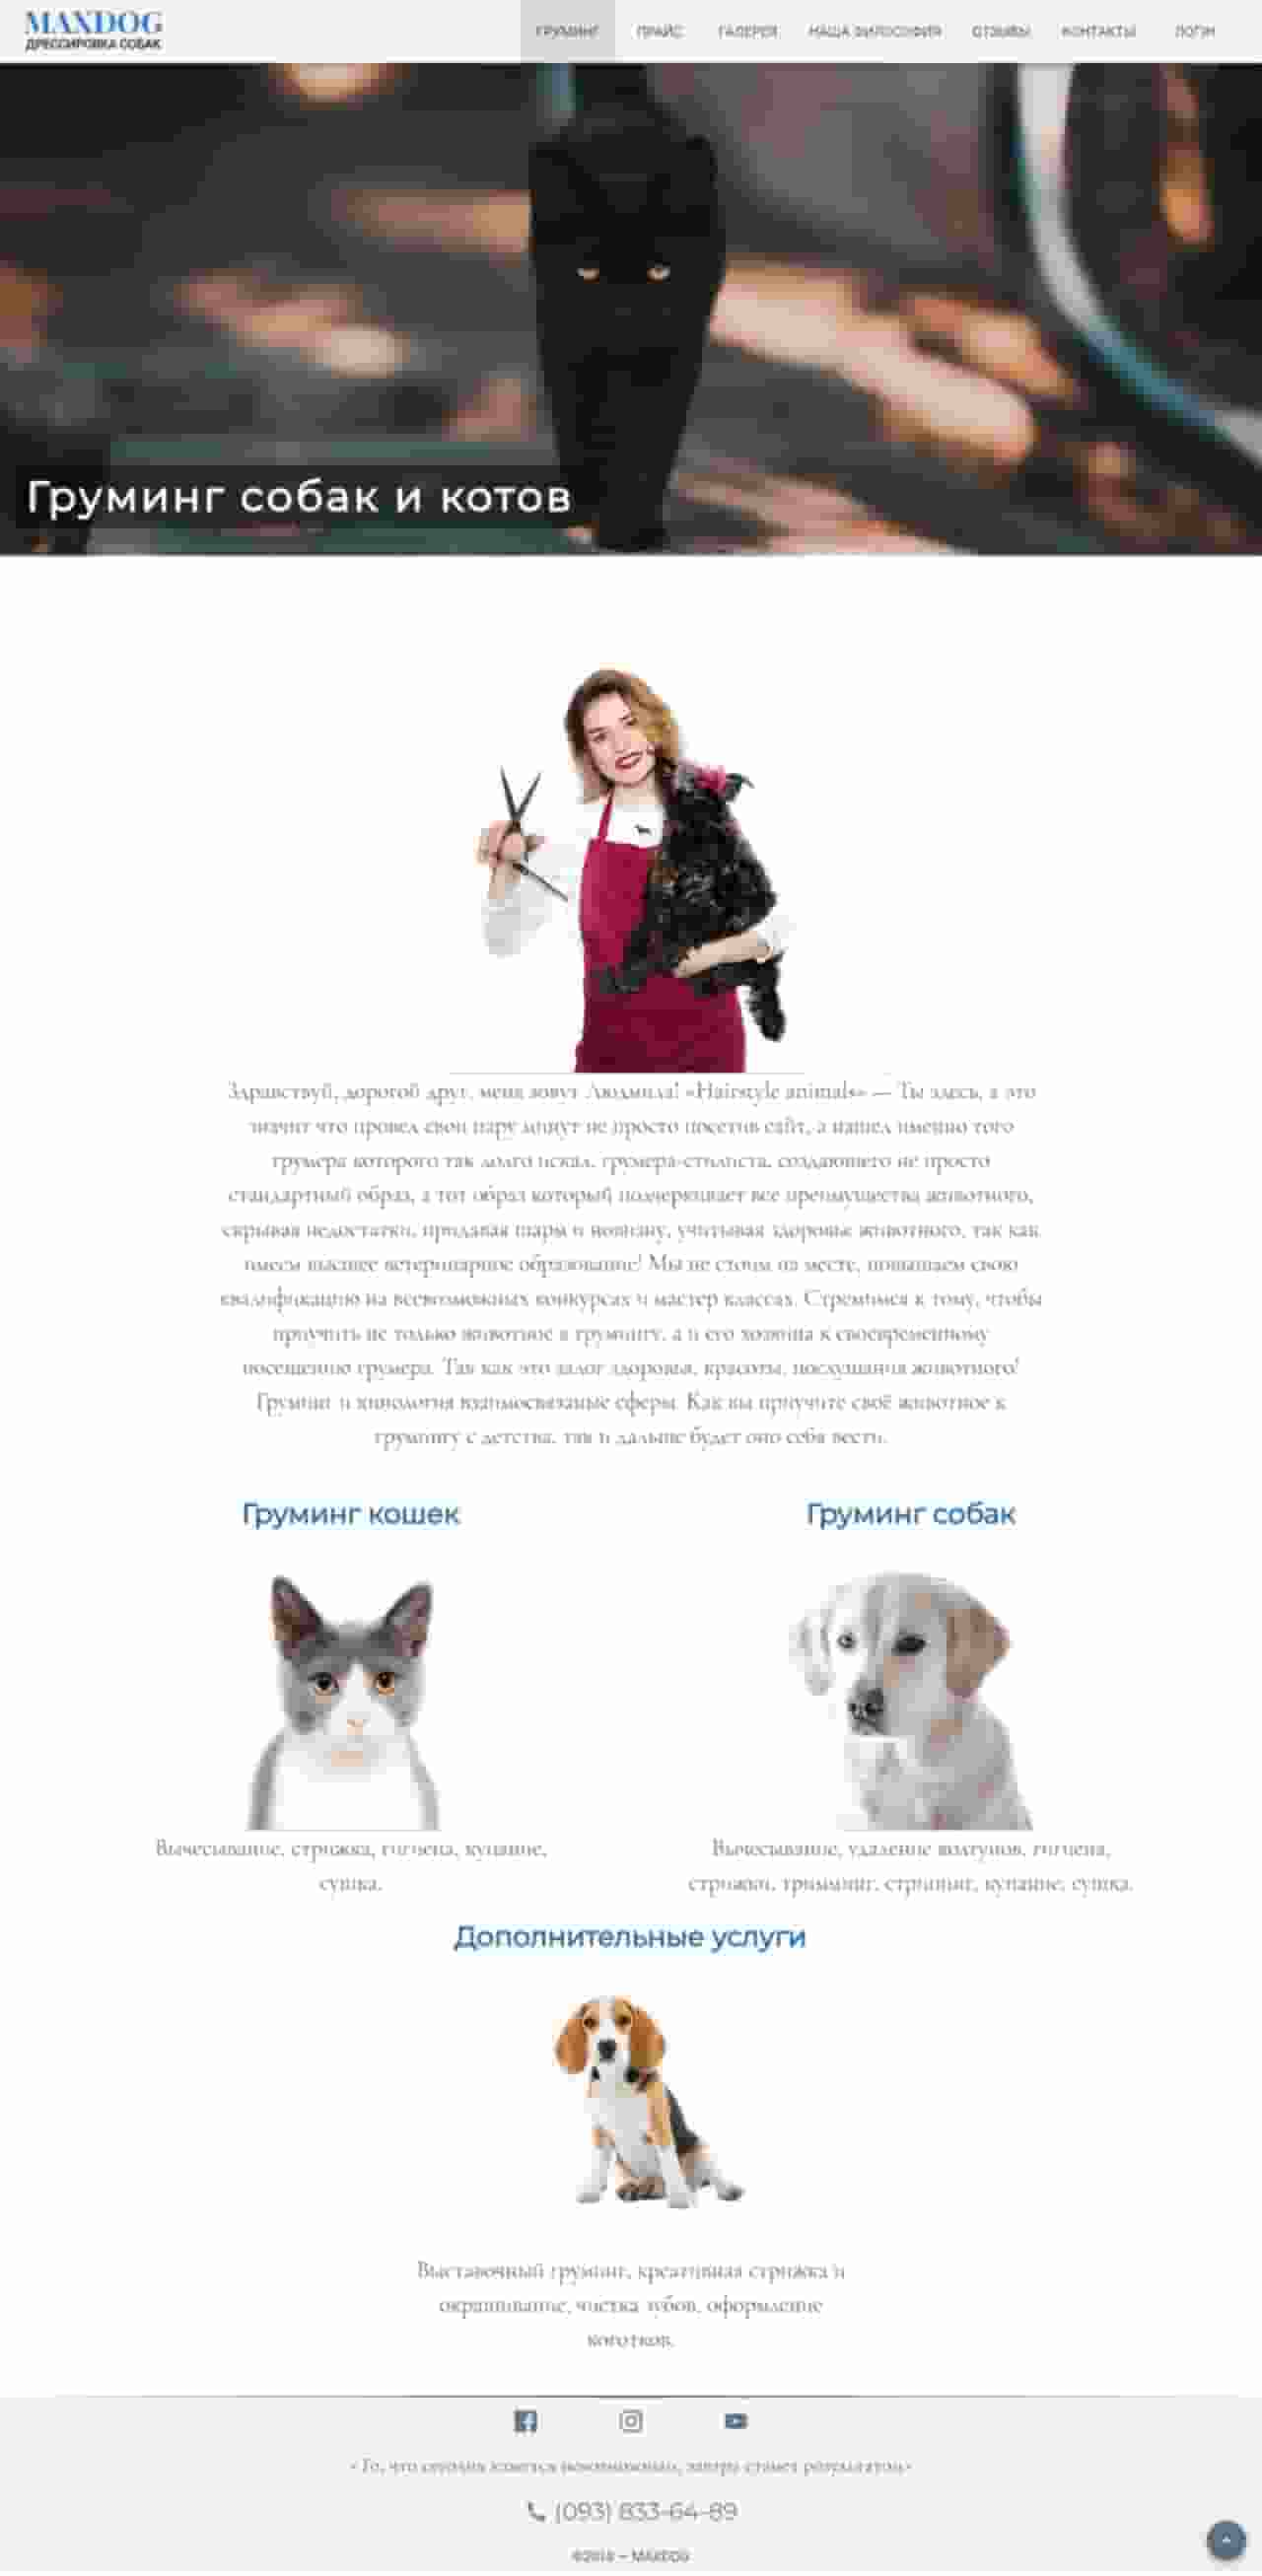 MAXDOG
ДРЕССИРОВКА СОБАК
ГРУМИНГ ПРАЙС ГАЛЕРЕЯ НАША ФИЛОСОФИЯ ОТЗЫВЫ КОНТАКТЫ ЛОГІН
Груминг собак и котов
Здравствуй, дорогой друг, меня зовут Людмила! «Hairstyle animals» — Ты здесь, а это
значит что провел свои пару минут не просто посетив сайт, а нашел именно того
грумера которого так долго искал, грумера-стилиста, создающего не просто
стандартный образ, а тот образ который подчеркивает все преимущества животного,
скрывая недостатки, придавая шарм и новизну, учитывая здоровье животного, так как
имеем высшее ветеринарное образование! Мы не стоим на месте, повышаем свою
квалификацию на всевозможных конкурсах и мастер классах. Стремимся к тому, чтобы
приучить не только животное к грумингу, а и его хозяина к своевременному
посещению грумера. Так как это залог здоровья, красоты, послушания животного!
Груминг и кинология взаимосвязаные сферы. Как вы приучите своё животное к
грумингу с детства, так и дальше будет оно себя вести.
Груминг кошек
Груминг собак
Вычесывание, стрижка, гигиена, купание,
сушка.
Вычесывание, удаление колтунов, гигиена,
стрижки, тримминг, стриппинг, купание, сушка.
Дополнительные услуги
Выставочный груминг, креативная стрижка и
окрашивание, чистка зубов, оформление
коготков.
То, что сегодня кажется невозможным, завтра станет результатом
(093) 833-64-89
©2018 – MAXDOG